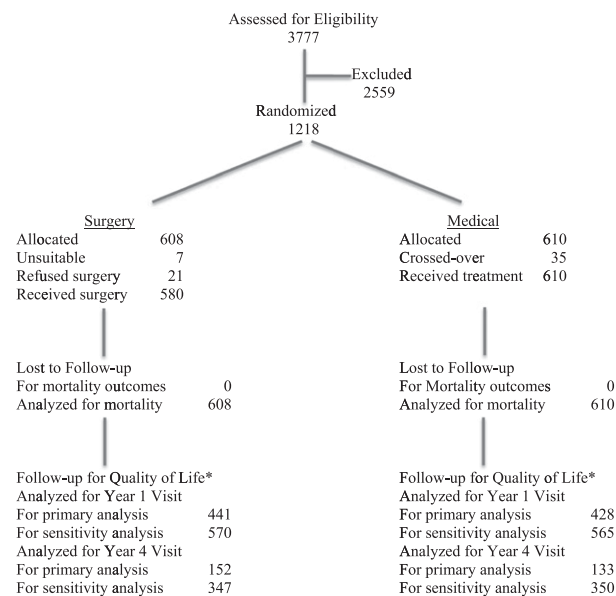 Assessed for Eligibility
3777
Excluded
2559
Randomized
1218
Surgery
Allocated 608
Unsuitable 7
Refused surgery 21
Received surgery 580
Lost to Follow-up
For mortality outcomes 0
Analyzed for mortality 608
Follow-up for Quality of Life*
Analyzed for Year 1 Visit
For primary analysis 441
For sensitivity analysis 570
Analyzed for Year 4 Visit
For primary analysis 152
For sensitivity analysis 347
Medical
Allocated 610
Crossed-over 35
Received treatment 610
Lost to Follow-up
For Mortality outcomes 0
Analyzed for mortality 610
Follow-up for Quality of Life*
Analyzed for Year 1 Visit
For primary analysis 428
For sensitivity analysis 565
Analyzed for Year 4 Visit
For primary analysis 133
For sensitivity analysis 350